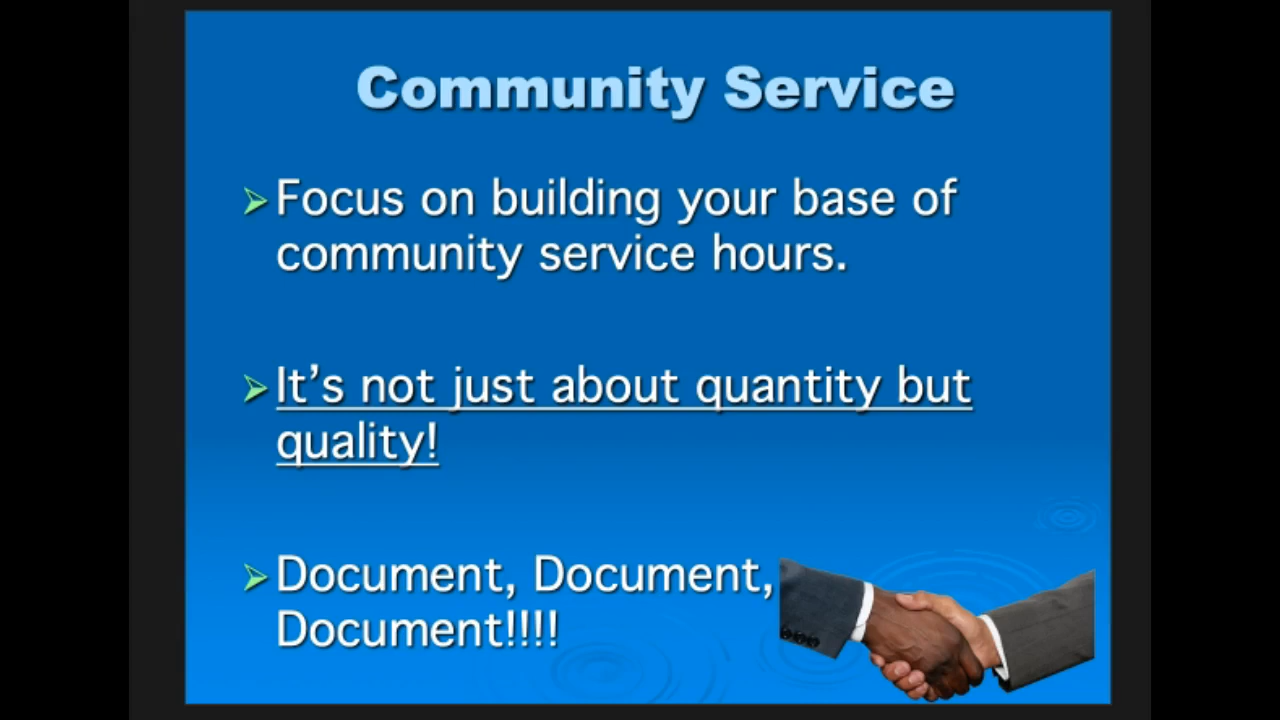 Community Service
Focus on building your base of
community service hours.
It’s not just about quantity but
quality!
Document, Document,
Document!!!!